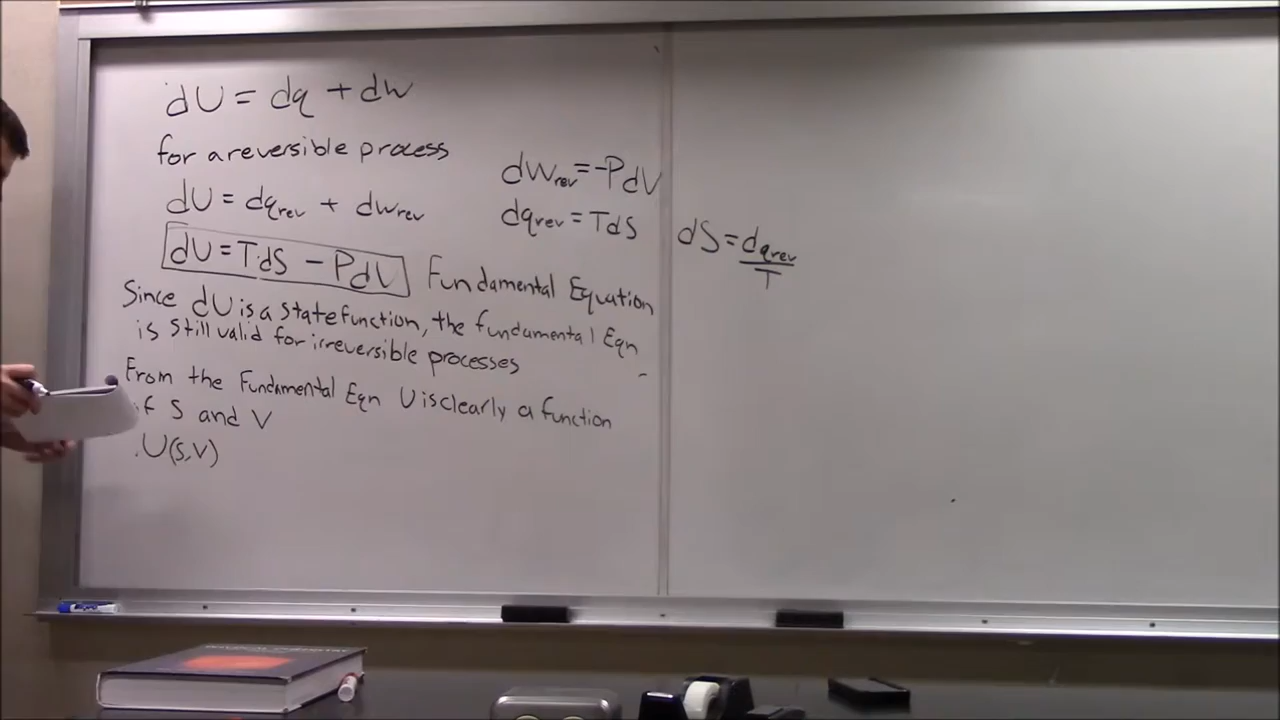 dU = dq + dw
for a reversible process
dU = dqrev + dwrev
dwrev = -PdV
dqrev = TdS
dS = dqrev/T
dU = TdS - PdV Fundamental Equation
Since dU is a state function, the fundamental Eqn
is still valid for irreversible processes
From the Fundamental Eqn U is clearly a function
of S and V
U(S,V)